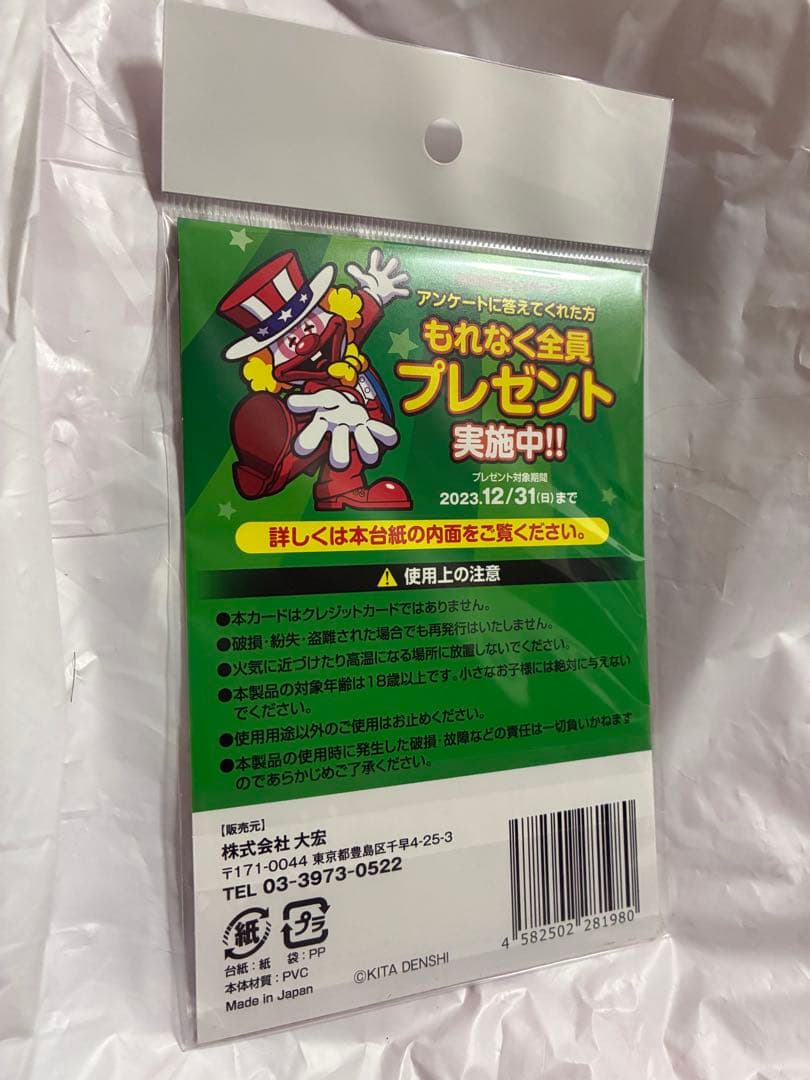 アンケートに答えてくれた方
もれなく全員
プレゼント
実施中!!
プレゼント対象期間
2023.12/31(日)まで
詳しくは本台紙の内面をご覧ください。
使用上の注意
●本カードはクレジットカードではありません。
●破損・紛失・盗難された場合でも再発行はいたしません。
●火気に近づけたり高温になる場所に放置しないでください。
●本製品の対象年齢は18歳以上です。小さなお子様には絶対に与えない
でください。
●使用用途以外のご使用はお止めください。
●本製品の使用時に発生した破損・故障などの責任は一切負いかねます
のであらかじめご了承ください。
【販売元】
株式会社 大宏
〒171-0044 東京都豊島区千早4-25-3
TEL 03-3973-0522
紙
プラ
台紙:紙 袋:PP
本体材質:PVC
Made in Japan
©KITA DENSHI
4 582502 281980